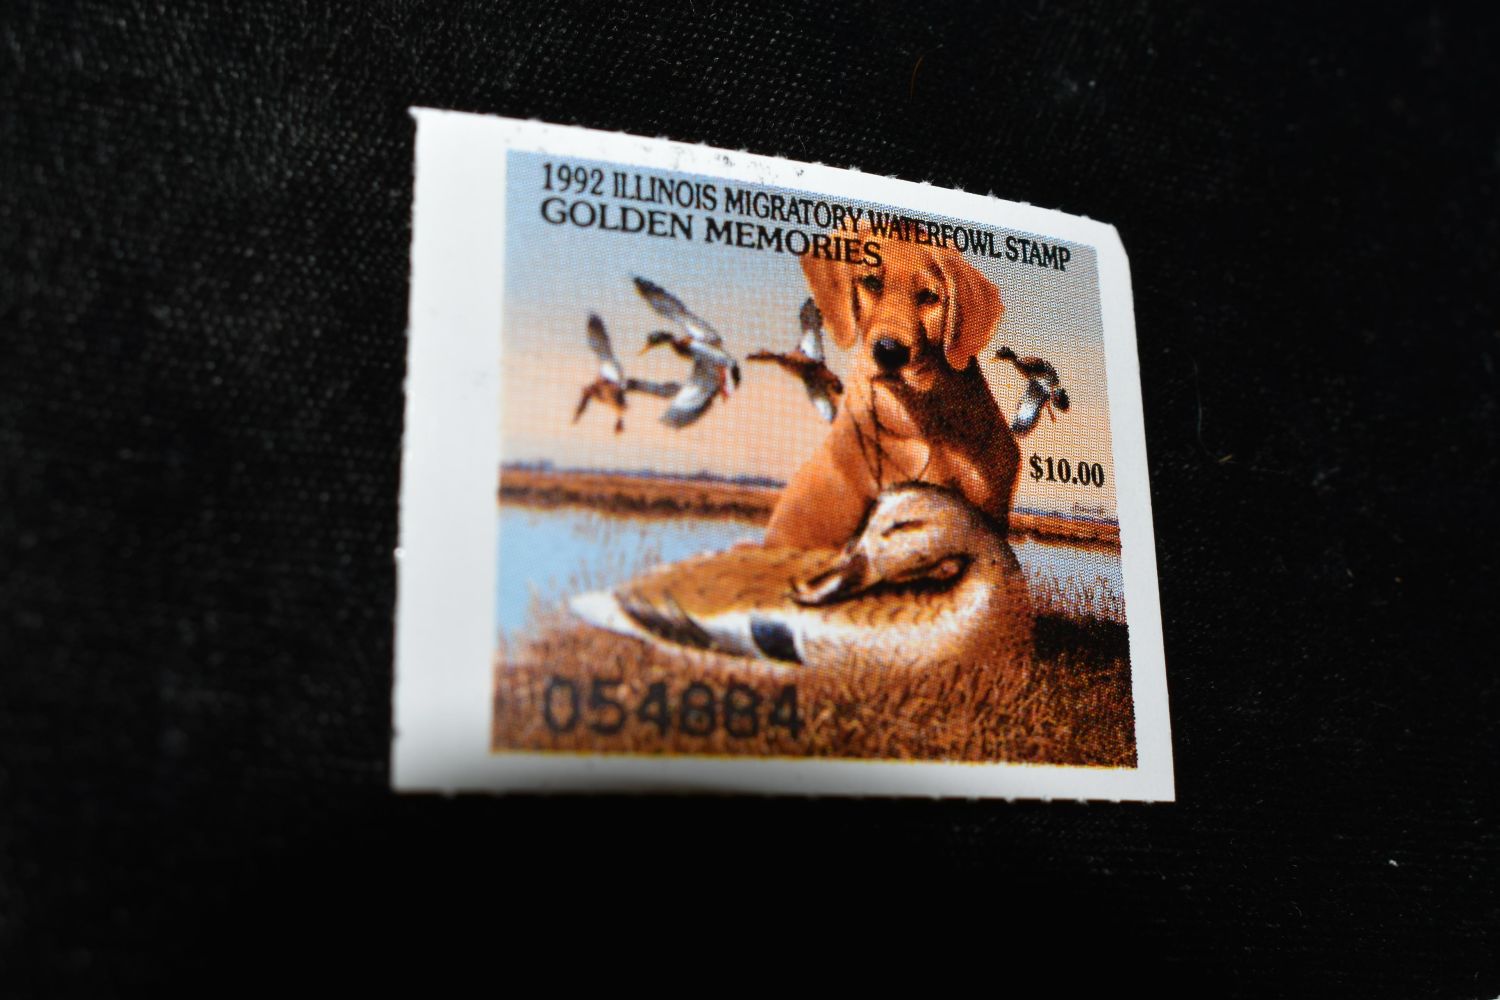 1992 ILLINOIS MIGRATORY WATERFOWL STAMP
GOLDEN MEMORIES
$10.00
054884